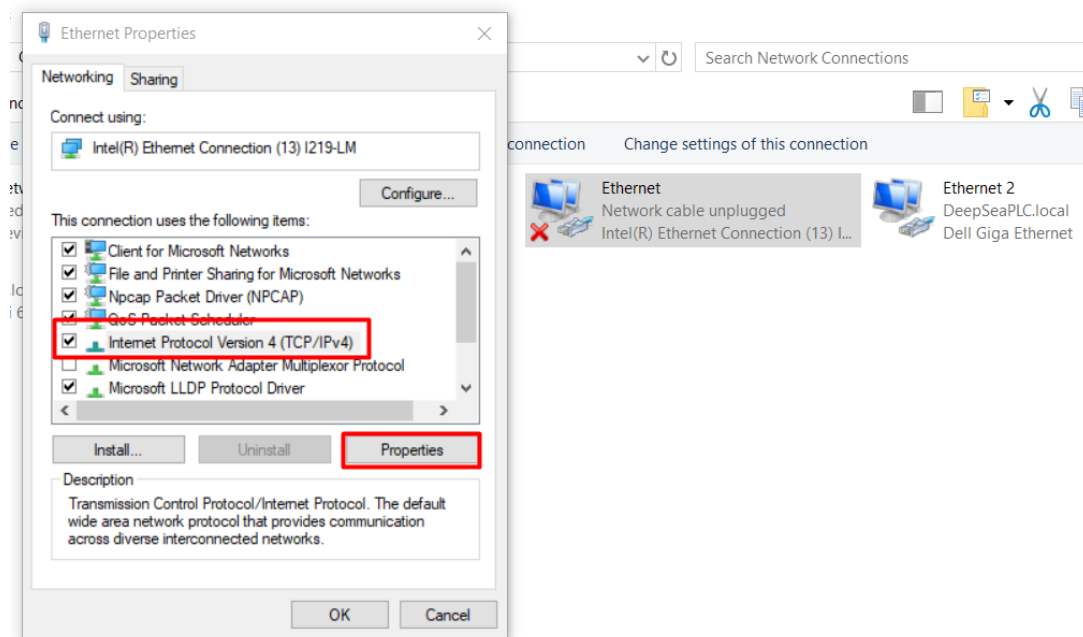 Ethernet Properties
Networking
Sharing
Connect using:
Intel(R) Ethernet Connection (13) I219-LM
Configure...
This connection uses the following items:
Client for Microsoft Networks
File and Printer Sharing for Microsoft Networks
Npcap Packet Driver (NPCAP)
QoS Packet Scheduler
Internet Protocol Version 4 (TCP/IPv4)
Microsoft Network Adapter Multiplexor Protocol
Microsoft LLDP Protocol Driver
Install...
Uninstall
Properties
Description
Transmission Control Protocol/Internet Protocol. The default
wide area network protocol that provides communication
across diverse interconnected networks.
OK
Cancel
Search Network Connections
connection
Change settings of this connection
Ethernet
Network cable unplugged
Intel(R) Ethernet Connection (13) I...
Ethernet 2
DeepSeaPLC.local
Dell Giga Ethernet